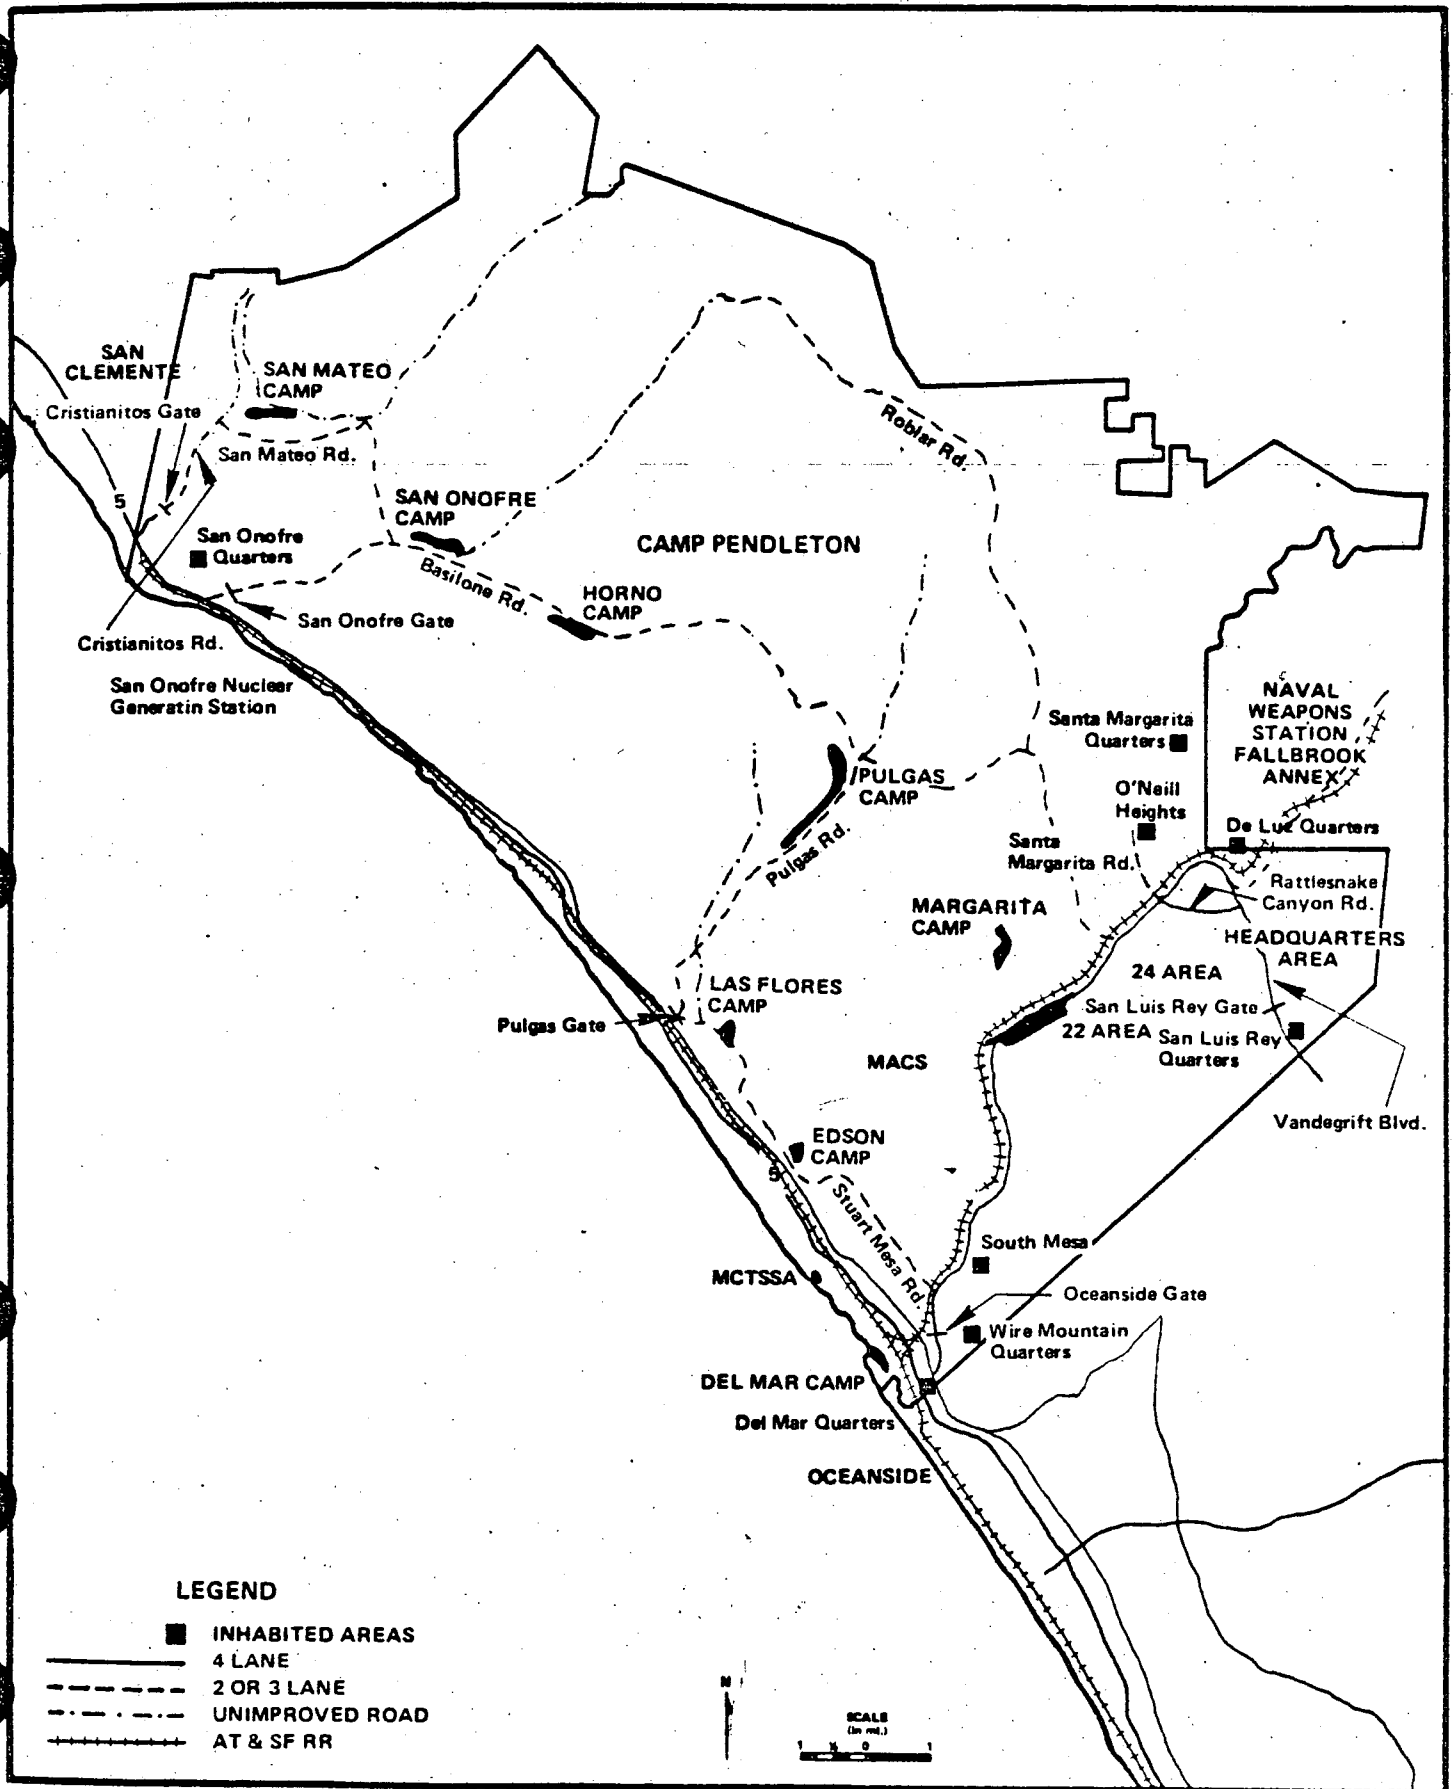 SAN
CLEMENTE
Cristianitos Gate
SAN MATEO
CAMP
San Mateo Rd.
5
San Onofre
Quarters
SAN ONOFRE
CAMP
Basilone Rd.
CAMP PENDLETON
Roblar Rd.
HORNO
CAMP
San Onofre Gate
Cristianitos Rd.
San Onofre Nuclear
Generatin Station
NAVAL
WEAPONS
STATION
FALLBROOK
ANNEX
Santa Margarita
Quarters
PULGAS
CAMP
O'Neill
Heights
De Luz Quarters
Pulgas Rd.
Santa
Margarita Rd.
Rattlesnake
Canyon Rd.
MARGARITA
CAMP
HEADQUARTERS
AREA
24 AREA
LAS FLORES
CAMP
San Luis Rey Gate
Pulgas Gate
22 AREA
San Luis Rey
Quarters
MACS
Vandegrift Blvd.
EDSON
CAMP
5
Stuart Mesa Rd.
South Mesa
MCTSSA
Oceanside Gate
Wire Mountain
Quarters
DEL MAR CAMP
Del Mar Quarters
OCEANSIDE
LEGEND
INHABITED AREAS
4 LANE
2 OR 3 LANE
UNIMPROVED ROAD
AT & SF RR
N
SCALE
(in mi.)
1 ½ 0 1